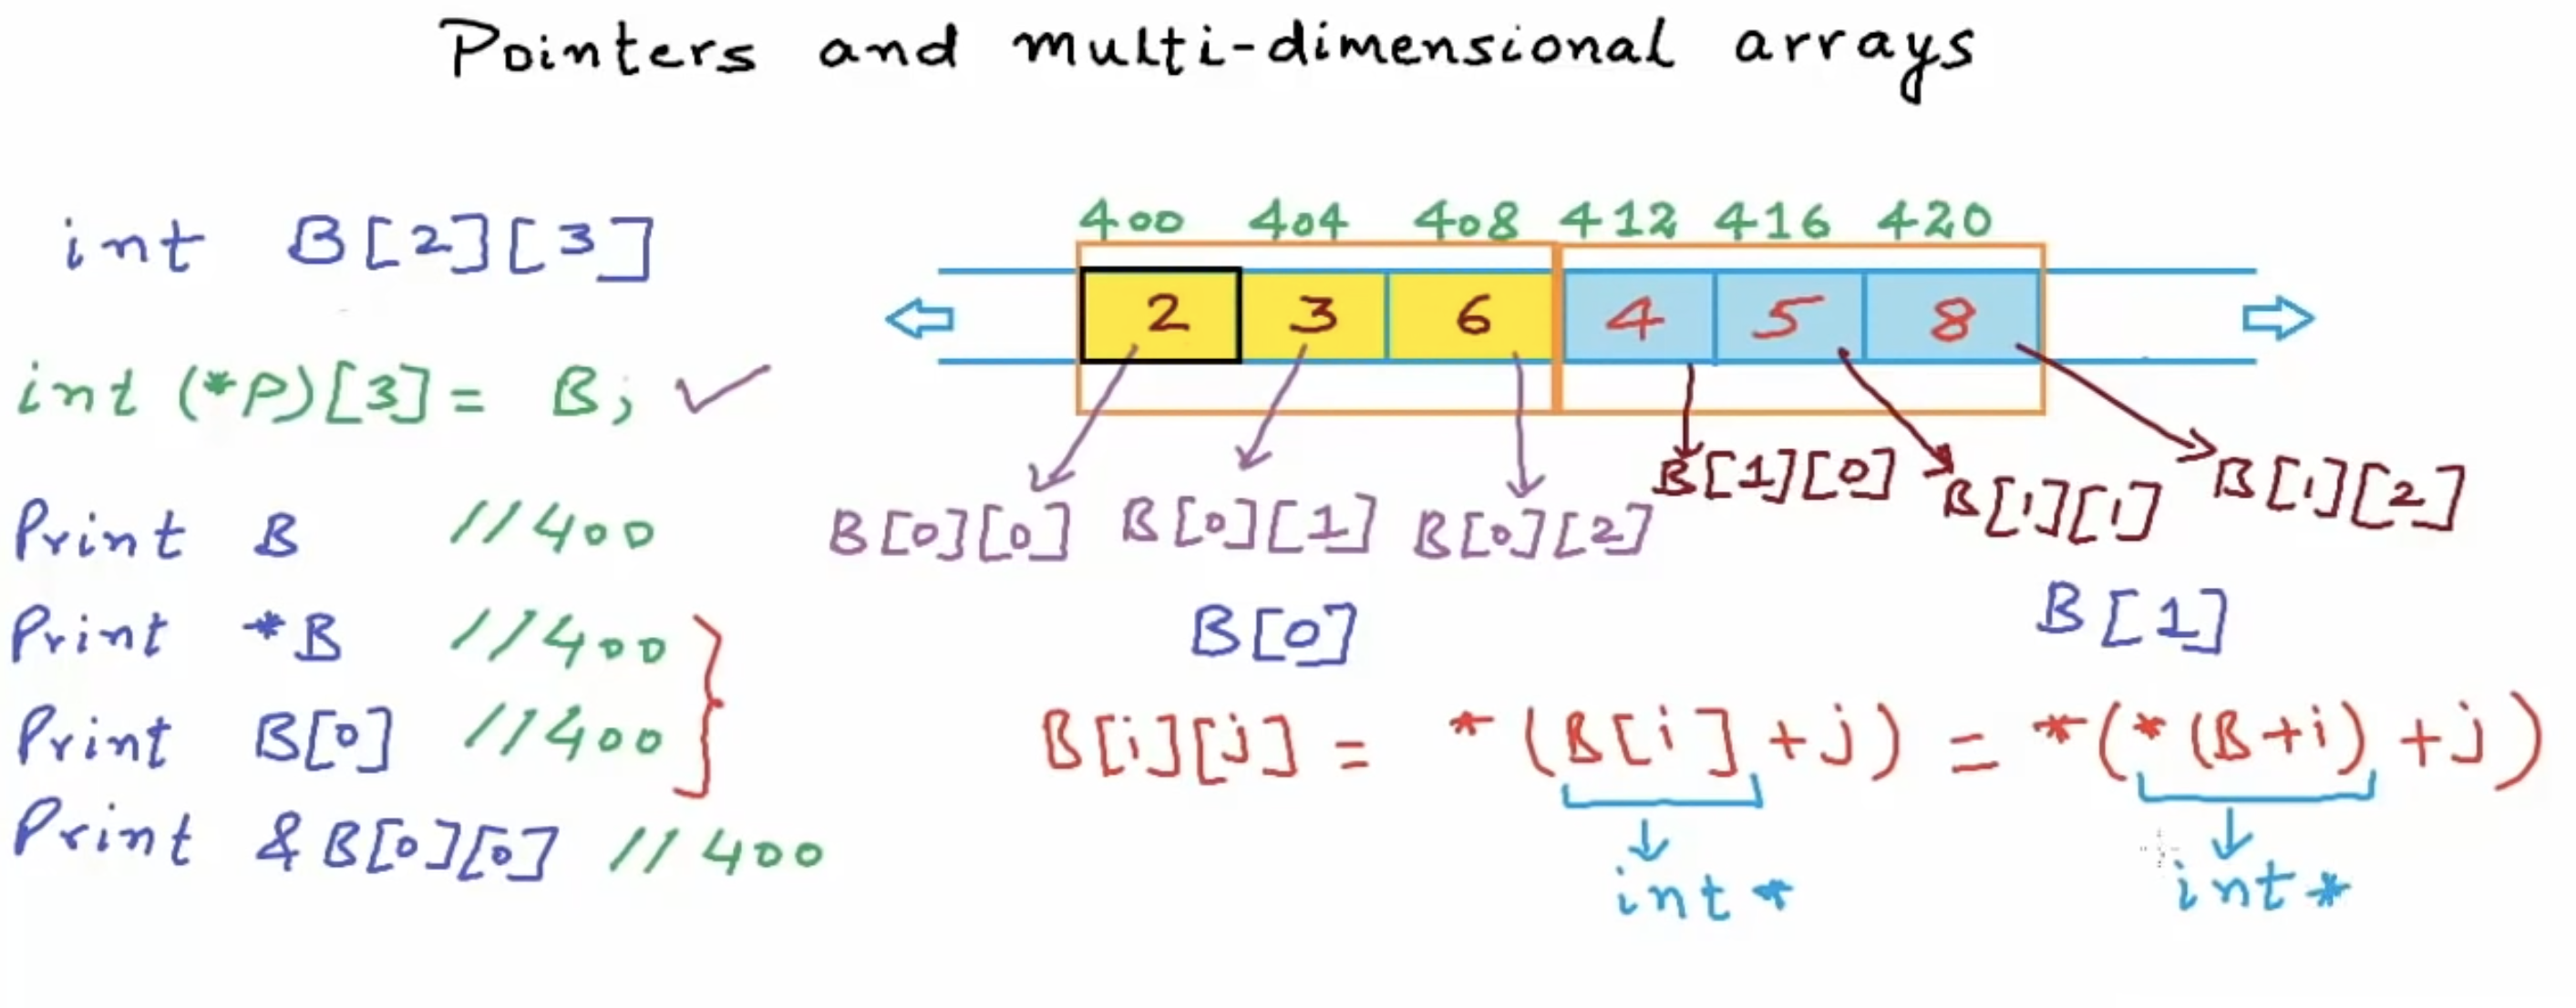 Pointers and multi-dimensional arrays
int B[2][3]
int (*P)[3] = B;
Print B //400
Print *B //400
Print B[0] //400
Print &B[0][0] //400
400 404 408 412 416 420
2 3 6 4 5 8
B[0][0] B[0][1] B[0][2] B[1][0] B[1][1] B[1][2]
B[0] B[1]
B[i][j] = *(B[i]+j) = *(*(B+i)+j)
int * int *